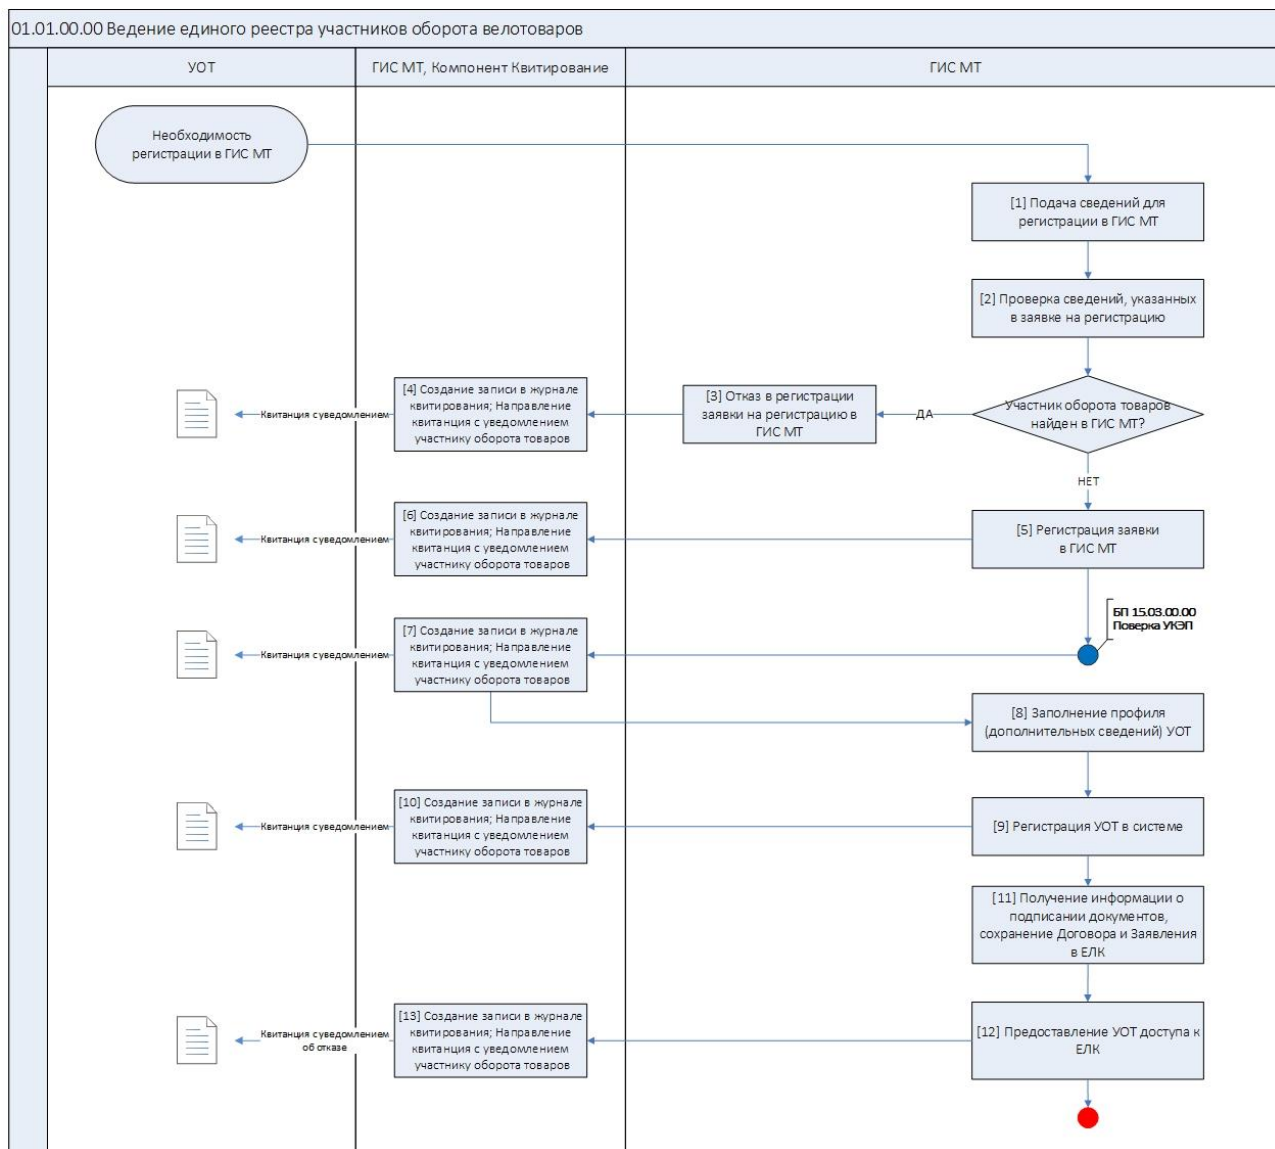 01.01.00.00 Ведение единого реестра участников оборота велотоваров
УОТ
ГИС МТ, Компонент Квитирование
ГИС МТ
Необходимость
регистрации в ГИС МТ
[1] Подача сведений для
регистрации в ГИС МТ
[2] Проверка сведений, указанных
в заявке на регистрацию
Участник оборота товаров
найден в ГИС МТ?
ДА
[3] Отказ в регистрации
заявки на регистрацию в
ГИС МТ
[4] Создание записи в журнале
квитирования; Направление
квитанция с уведомлением
участнику оборота товаров
Квитанция с уведомлением
НЕТ
[5] Регистрация заявки
в ГИС МТ
[6] Создание записи в журнале
квитирования; Направление
квитанция с уведомлением
участнику оборота товаров
Квитанция с уведомлением
БП 15.03.00.00
Поверка УКЭП
[7] Создание записи в журнале
квитирования; Направление
квитанция с уведомлением
участнику оборота товаров
Квитанция с уведомлением
[8] Заполнение профиля
(дополнительных сведений) УОТ
[9] Регистрация УОТ в системе
[10] Создание записи в журнале
квитирования; Направление
квитанция с уведомлением
участнику оборота товаров
Квитанция с уведомлением
[11] Получение информации о
подписании документов,
сохранение Договора и Заявления
в ЕЛК
[12] Предоставление УОТ доступа к
ЕЛК
[13] Создание записи в журнале
квитирования; Направление
квитанция с уведомлением
участнику оборота товаров
Квитанция с уведомлением
об отказе